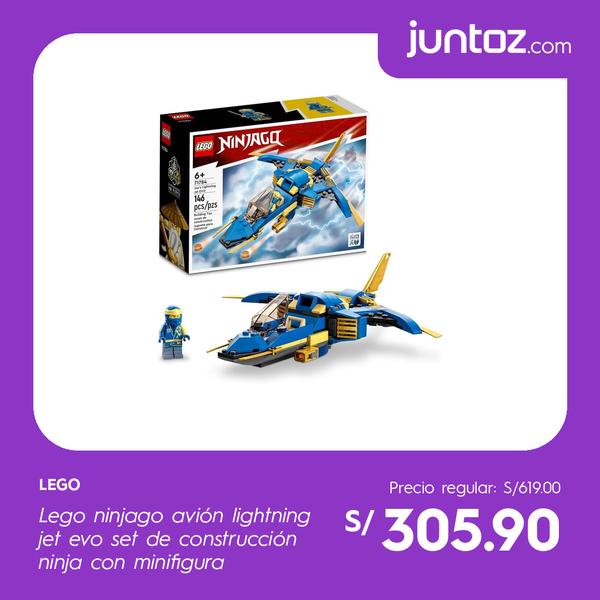 juntoz.com
LEGO
NINJAGO
6+
71784
146
pcs/pzs
LEGO
Precio regular: S/619.00
Lego ninjago avión lightning
jet evo set de construcción
ninja con minifigura
S/ 305.90